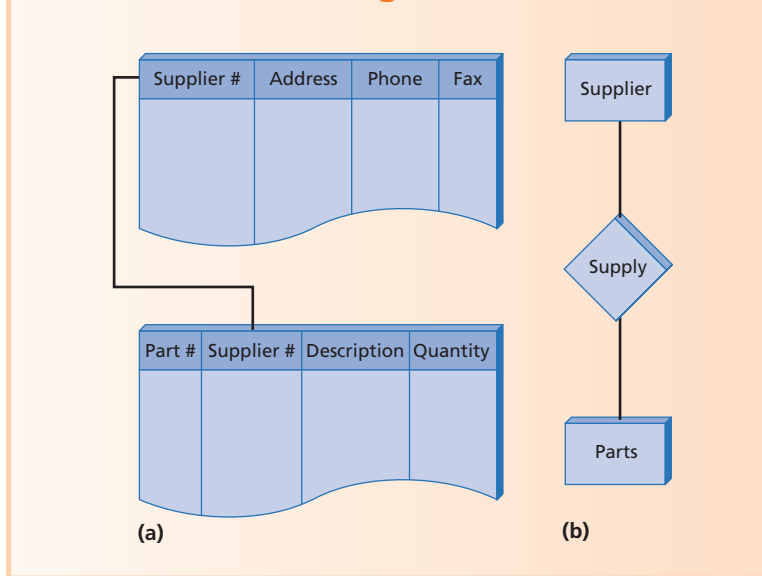 Supplier # Address Phone Fax
Part # Supplier # Description Quantity
(a)
Supplier
Supply
Parts
(b)